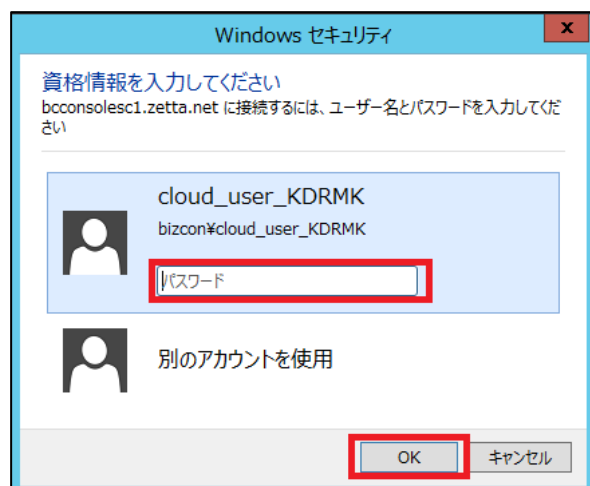 Windows セキュリティ
x
資格情報を入力してください
bcconsolesc1.zetta.net に接続するには、ユーザー名とパスワードを入力してくだ
さい
cloud_user_KDRMK
bizcon¥cloud_user_KDRMK
パスワード
別のアカウントを使用
OK
キャンセル